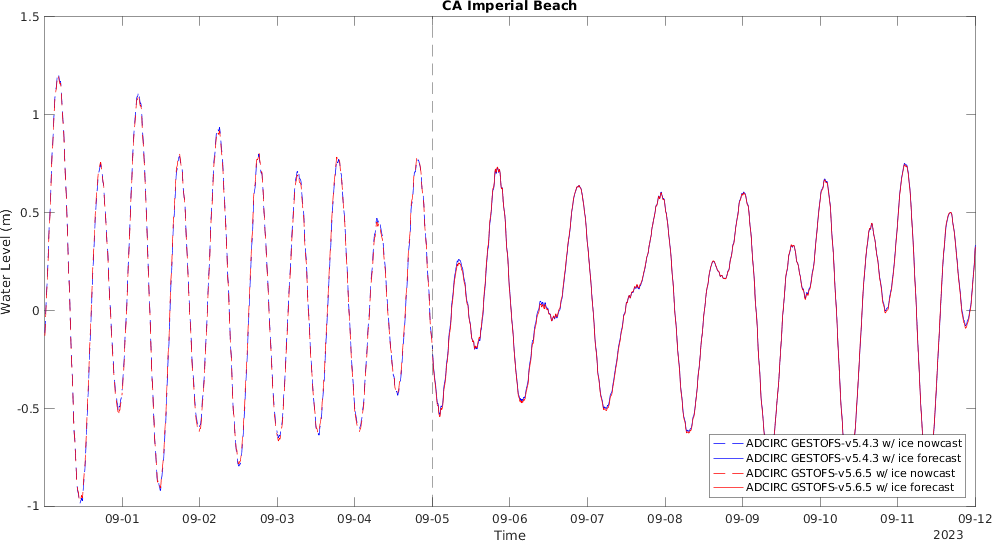 CA Imperial Beach
1.5
1
0.5
0
-0.5
-1
Water Level (m)
09-01 09-02 09-03 09-04 09-05 09-06 09-07 09-08 09-09 09-10 09-11 09-12
Time
2023
ADCIRC GESTOFS-v5.4.3 w/ ice nowcast
ADCIRC GESTOFS-v5.4.3 w/ ice forecast
ADCIRC GSTOFS-v5.6.5 w/ ice nowcast
ADCIRC GSTOFS-v5.6.5 w/ ice forecast